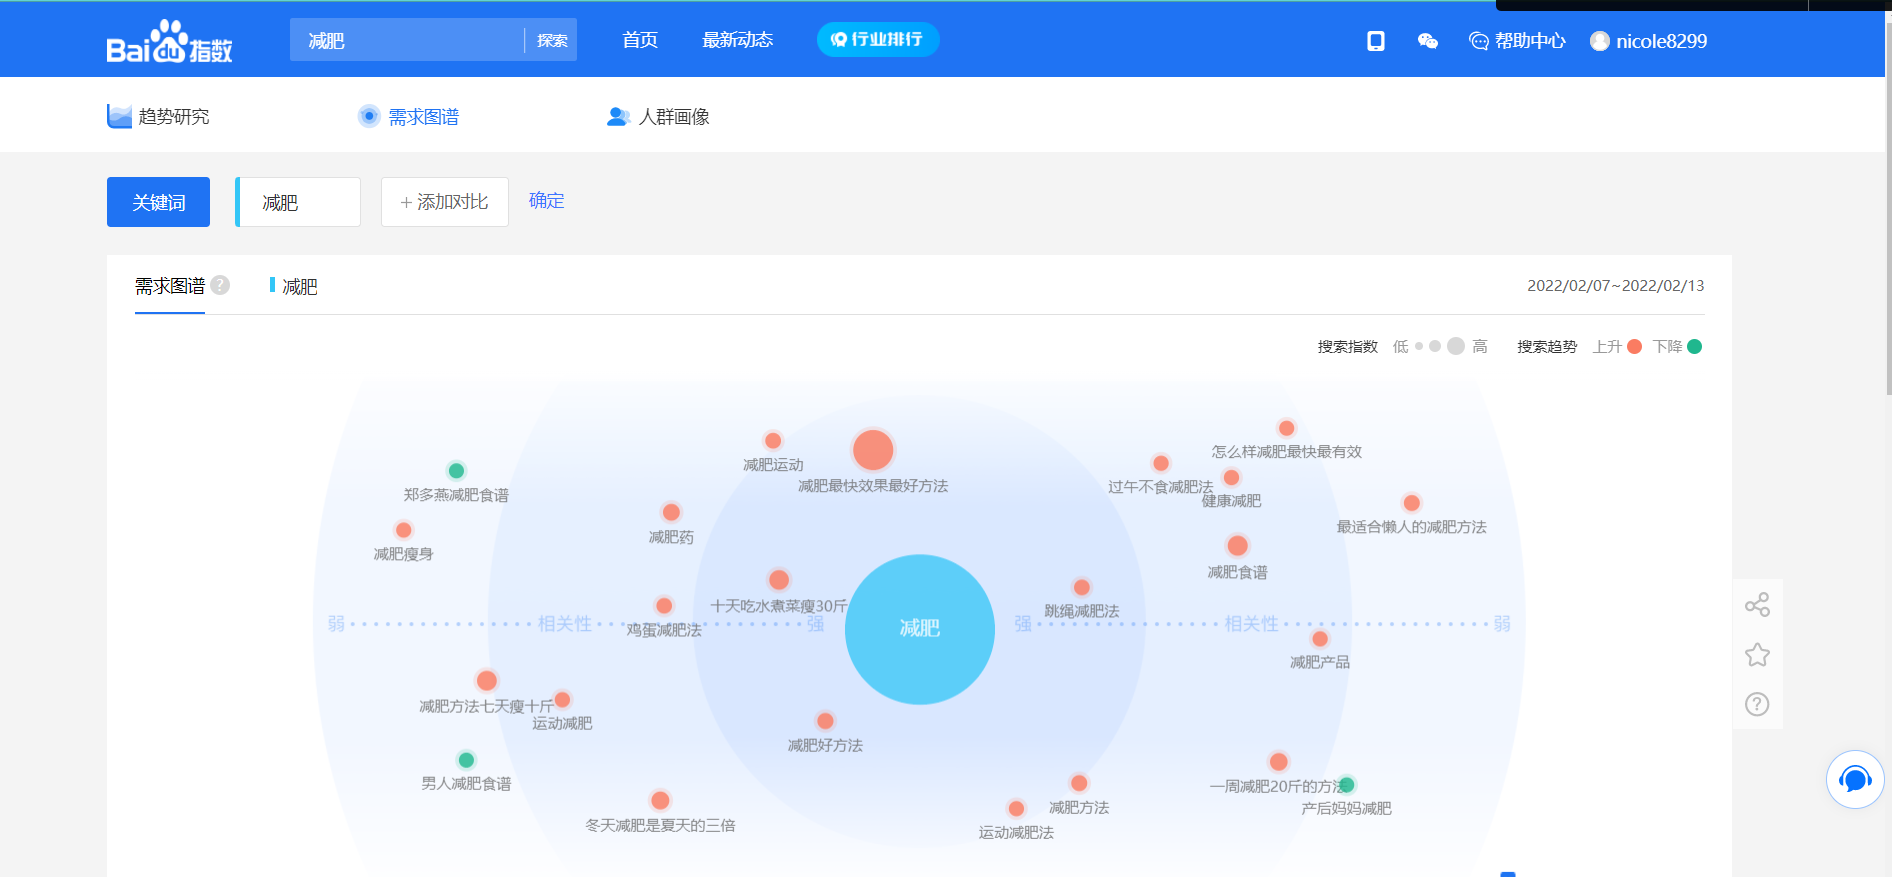 Bai du 指数
减肥
探索
首页
最新动态
行业排行
帮助中心
nicole8299
趋势研究
需求图谱
人群画像
关键词
减肥
+ 添加对比
确定
需求图谱 ?
减肥
2022/02/07~2022/02/13
搜索指数 低 高
搜索趋势 上升 下降
怎么样减肥最快最有效
减肥运动
减肥最快效果最好方法
过午不食减肥法
健康减肥
郑多燕减肥食谱
最适合懒人的减肥方法
减肥药
减肥瘦身
减肥食谱
十天吃水煮菜瘦30斤
跳绳减肥法
弱 相关性 强
鸡蛋减肥法
减肥
强 相关性 弱
减肥产品
减肥方法七天瘦十斤
运动减肥
减肥好方法
男人减肥食谱
一周减肥20斤的方法
产后妈妈减肥
减肥方法
冬天减肥是夏天的三倍
运动减肥法